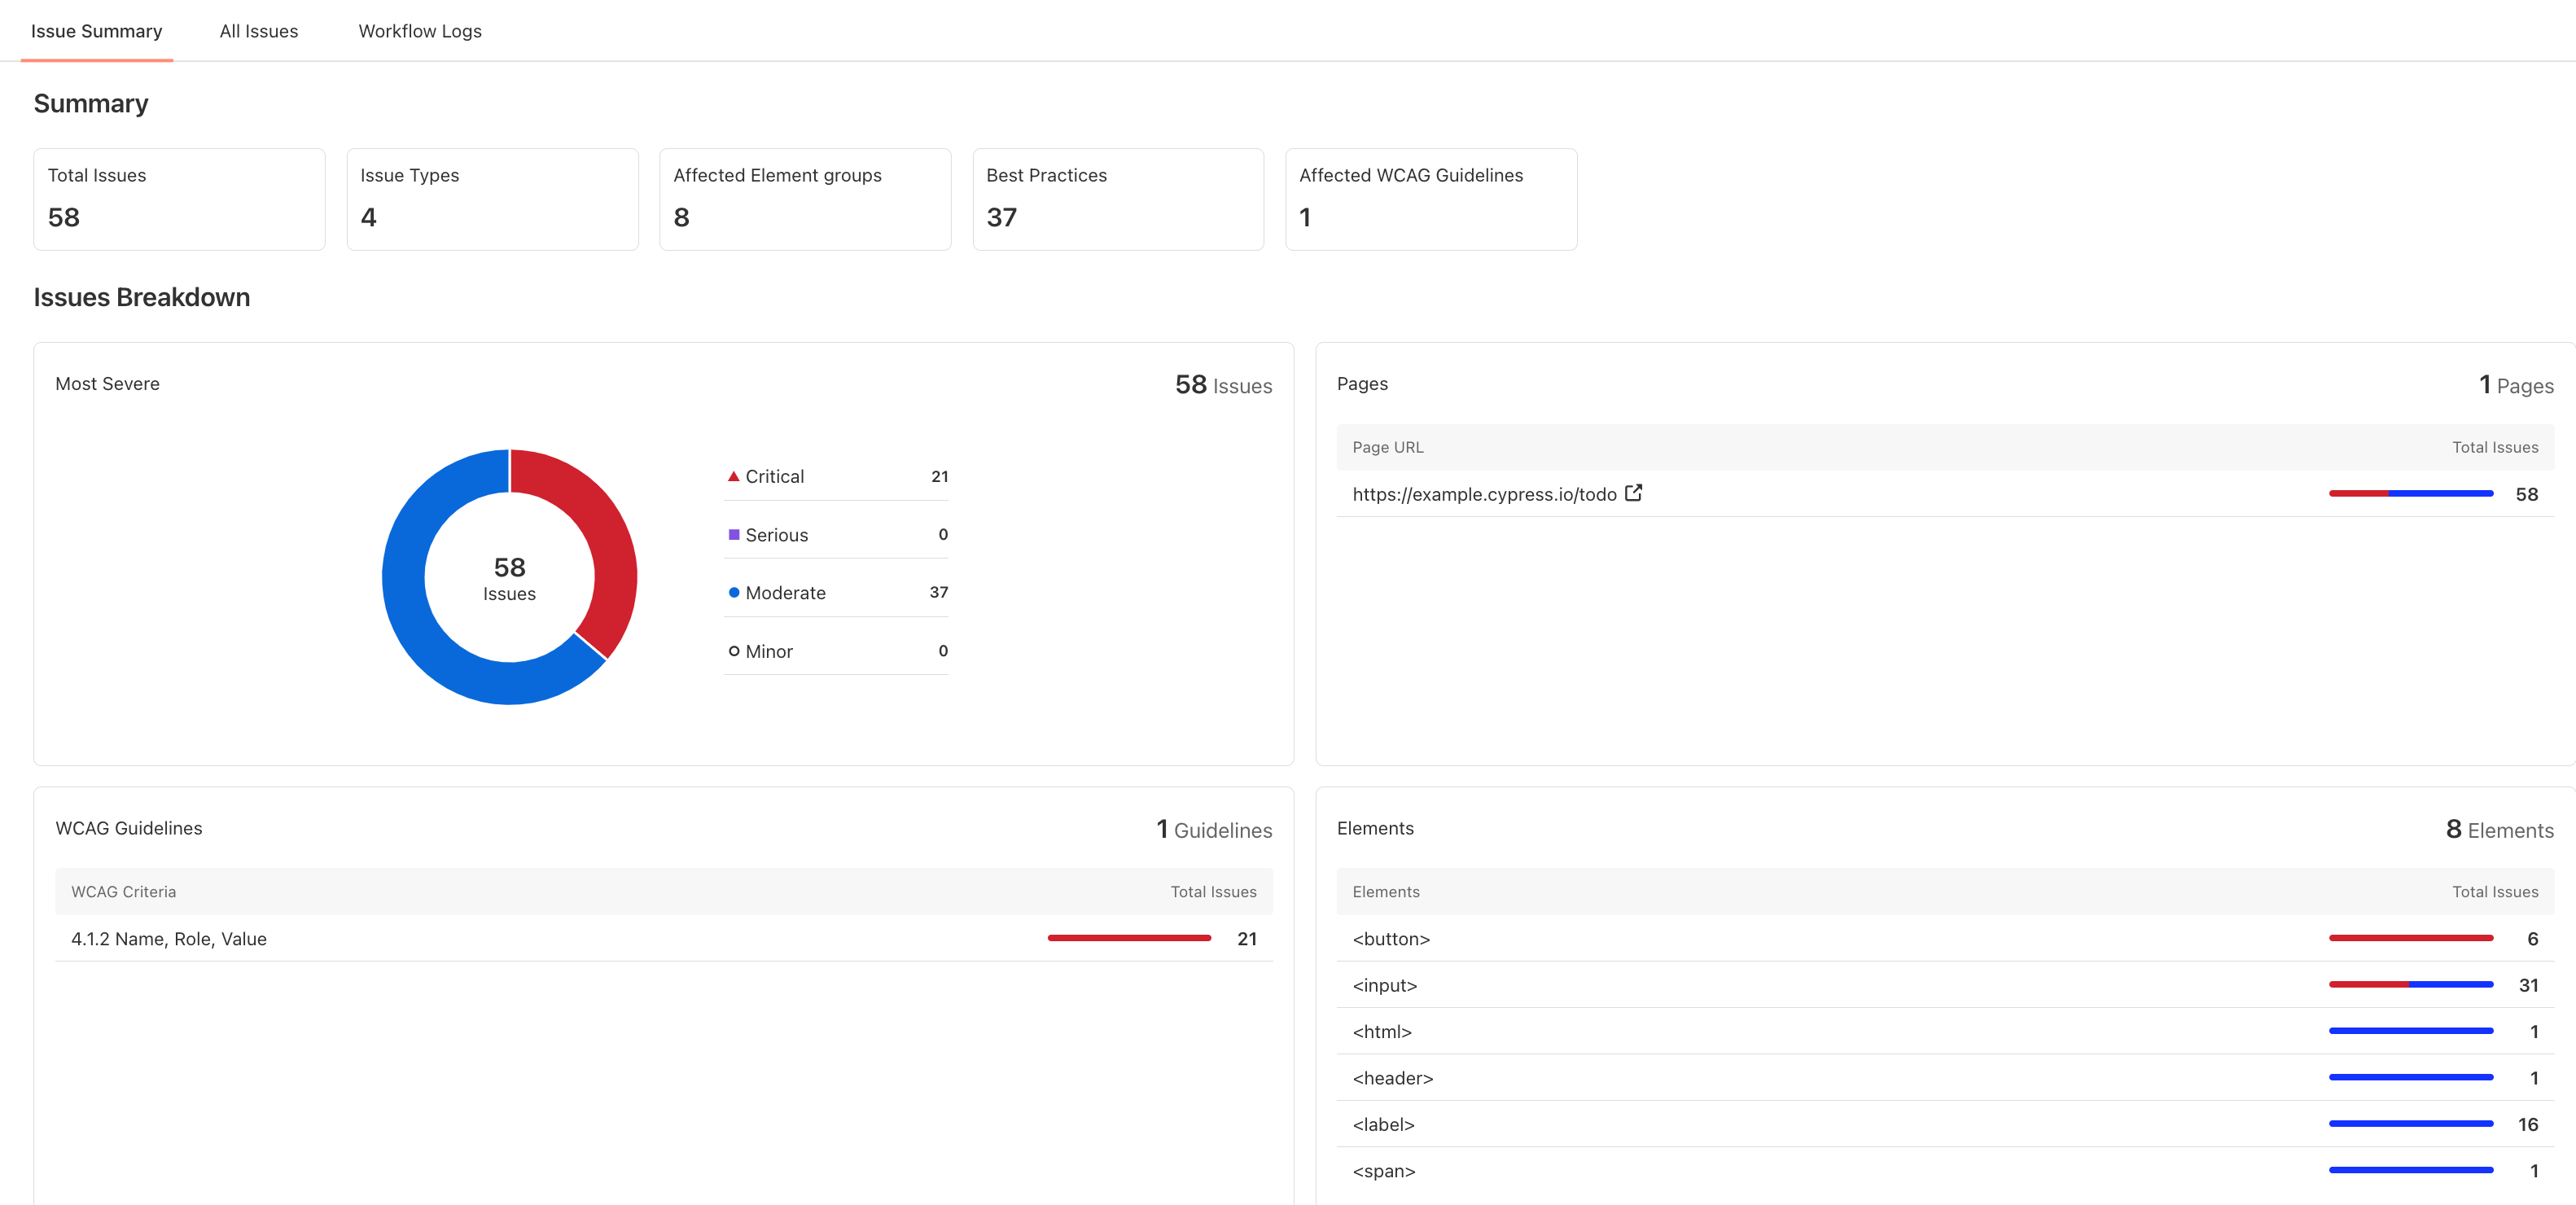 Issue Summary All Issues Workflow Logs
Summary
Total Issues Issue Types Affected Element groups Best Practices Affected WCAG Guidelines
58 4 8 37 1
Issues Breakdown
Most Severe 58 Issues
58
Issues
Critical 21
Serious 0
Moderate 37
Minor 0
Pages 1 Pages
Page URL Total Issues
https://example.cypress.io/todo 58
WCAG Guidelines 1 Guidelines
WCAG Criteria Total Issues
4.1.2 Name, Role, Value 21
Elements 8 Elements
Elements Total Issues
<button> 6
<input> 31
<html> 1
<header> 1
<label> 16
<span> 1